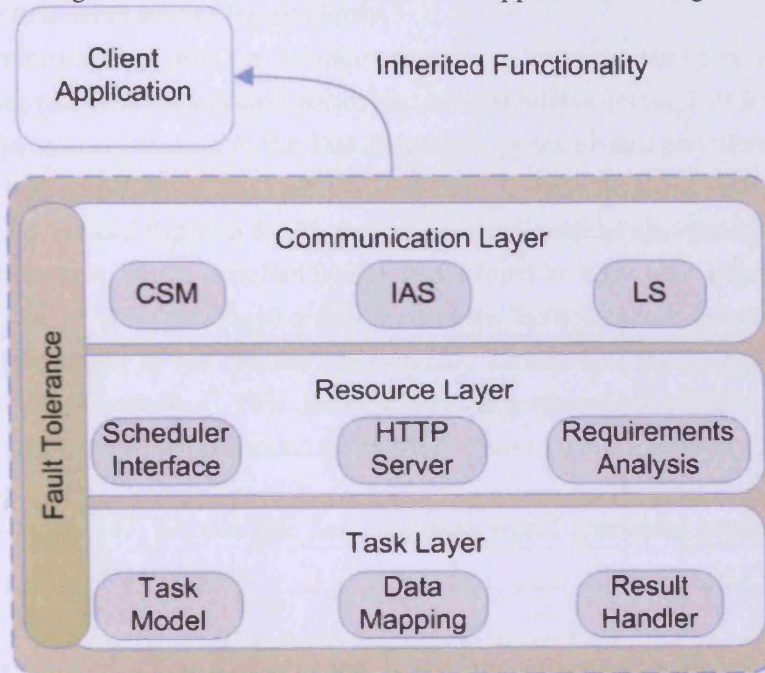 Client
Application
Inherited Functionality
Fault Tolerance
Communication Layer
CSM
IAS
LS
Resource Layer
Scheduler
Interface
HTTP
Server
Requirements
Analysis
Task Layer
Task
Model
Data
Mapping
Result
Handler